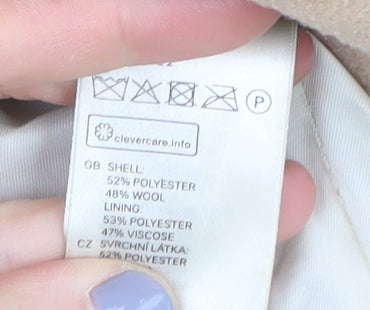 P
clevercare.info
GB SHELL:
52% POLYESTER
48% WOOL
LINING:
53% POLYESTER
47% VISCOSE
CZ SVRCHNÍ LÁTKA:
52% POLYESTER